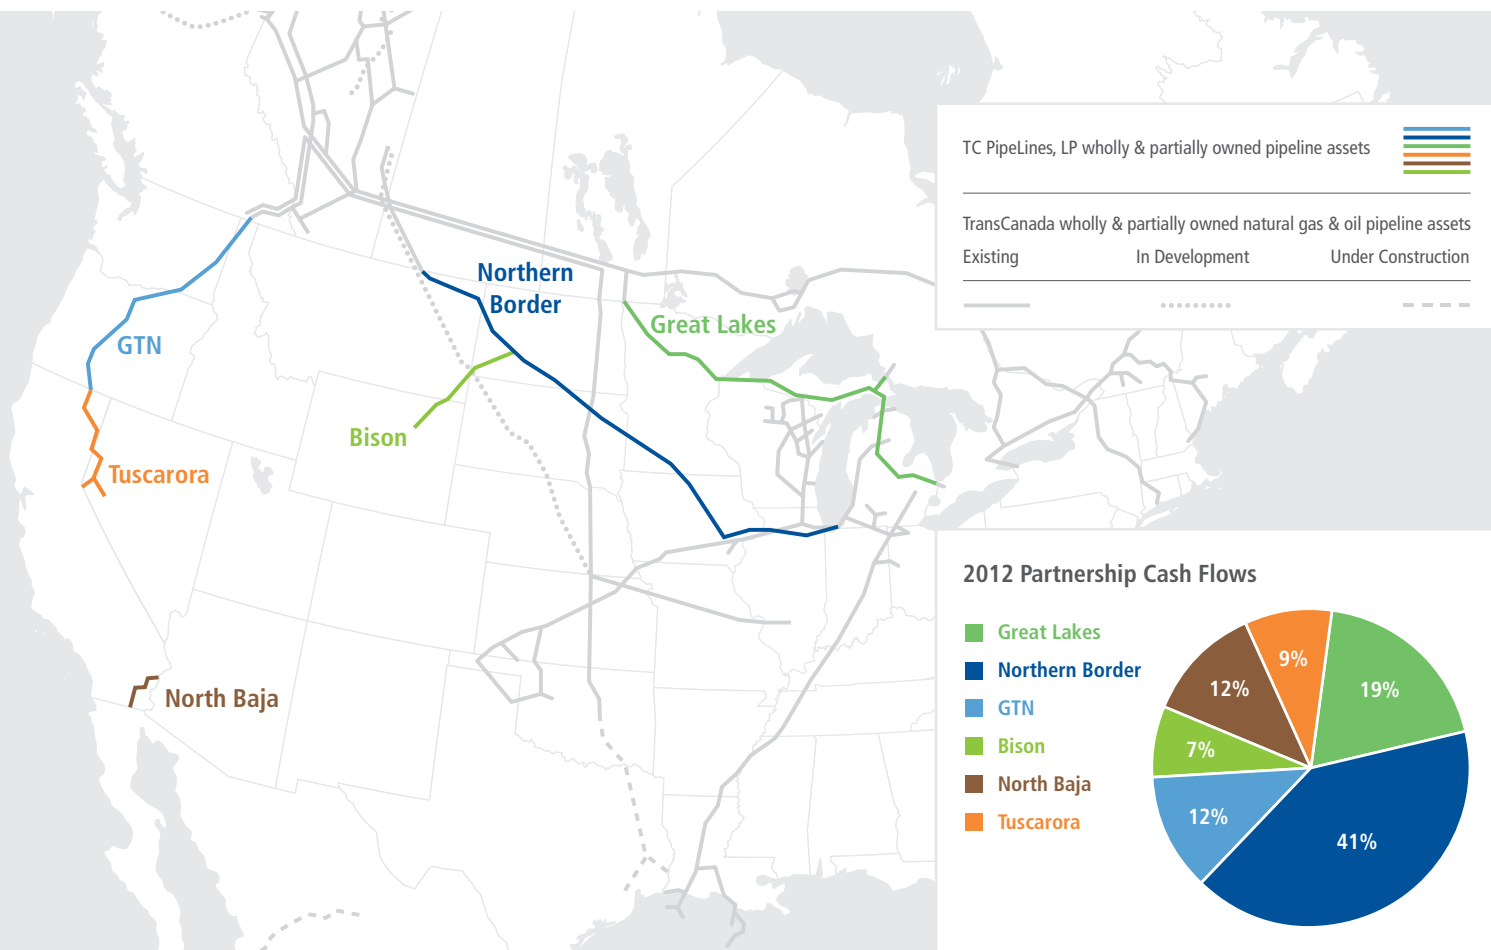 TC PipeLines, LP wholly & partially owned pipeline assets
TransCanada wholly & partially owned natural gas & oil pipeline assets
Existing In Development Under Construction
Northern
Border
Great Lakes
GTN
Bison
Tuscarora
North Baja
2012 Partnership Cash Flows
Great Lakes
Northern Border
GTN
Bison
North Baja
Tuscarora
9%
19%
12%
7%
12%
41%